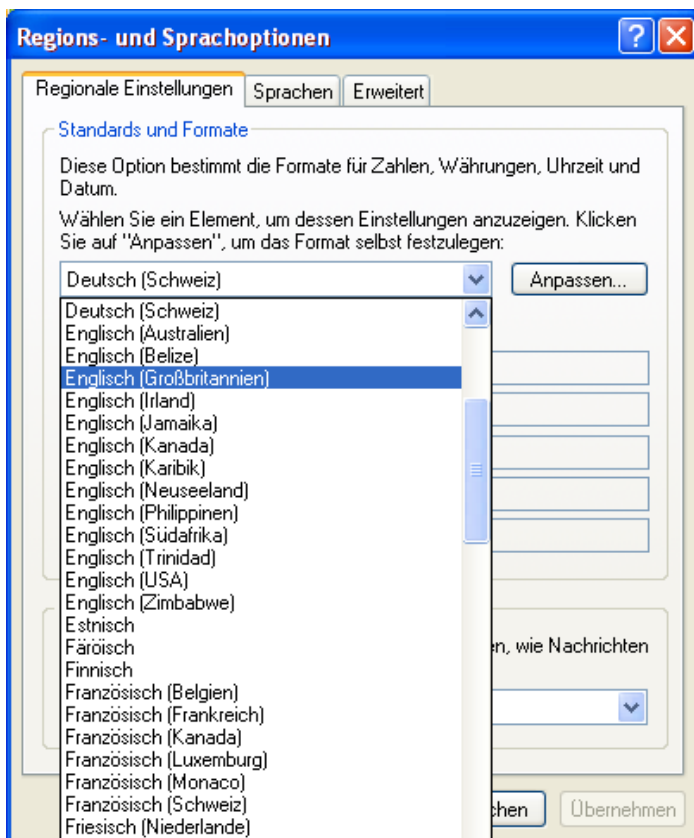 Regions- und Sprachoptionen
Regionale Einstellungen
Sprachen
Erweitert
Standards und Formate
Diese Option bestimmt die Formate für Zahlen, Währungen, Uhrzeit und
Datum.
Wählen Sie ein Element, um dessen Einstellungen anzuzeigen. Klicken
Sie auf "Anpassen", um das Format selbst festzulegen:
Deutsch (Schweiz)
Anpassen...
Deutsch (Schweiz)
Englisch (Australien)
Englisch (Belize)
Englisch (Großbritannien)
Englisch (Irland)
Englisch (Jamaika)
Englisch (Kanada)
Englisch (Karibik)
Englisch (Neuseeland)
Englisch (Philippinen)
Englisch (Südafrika)
Englisch (Trinidad)
Englisch (USA)
Englisch (Zimbabwe)
Estnisch
Färöisch
Finnisch
en, wie Nachrichten
Französisch (Belgien)
Französisch (Frankreich)
Französisch (Kanada)
Französisch (Luxemburg)
Französisch (Monaco)
Französisch (Schweiz)
Friesisch (Niederlande)
chen
Übernehmen